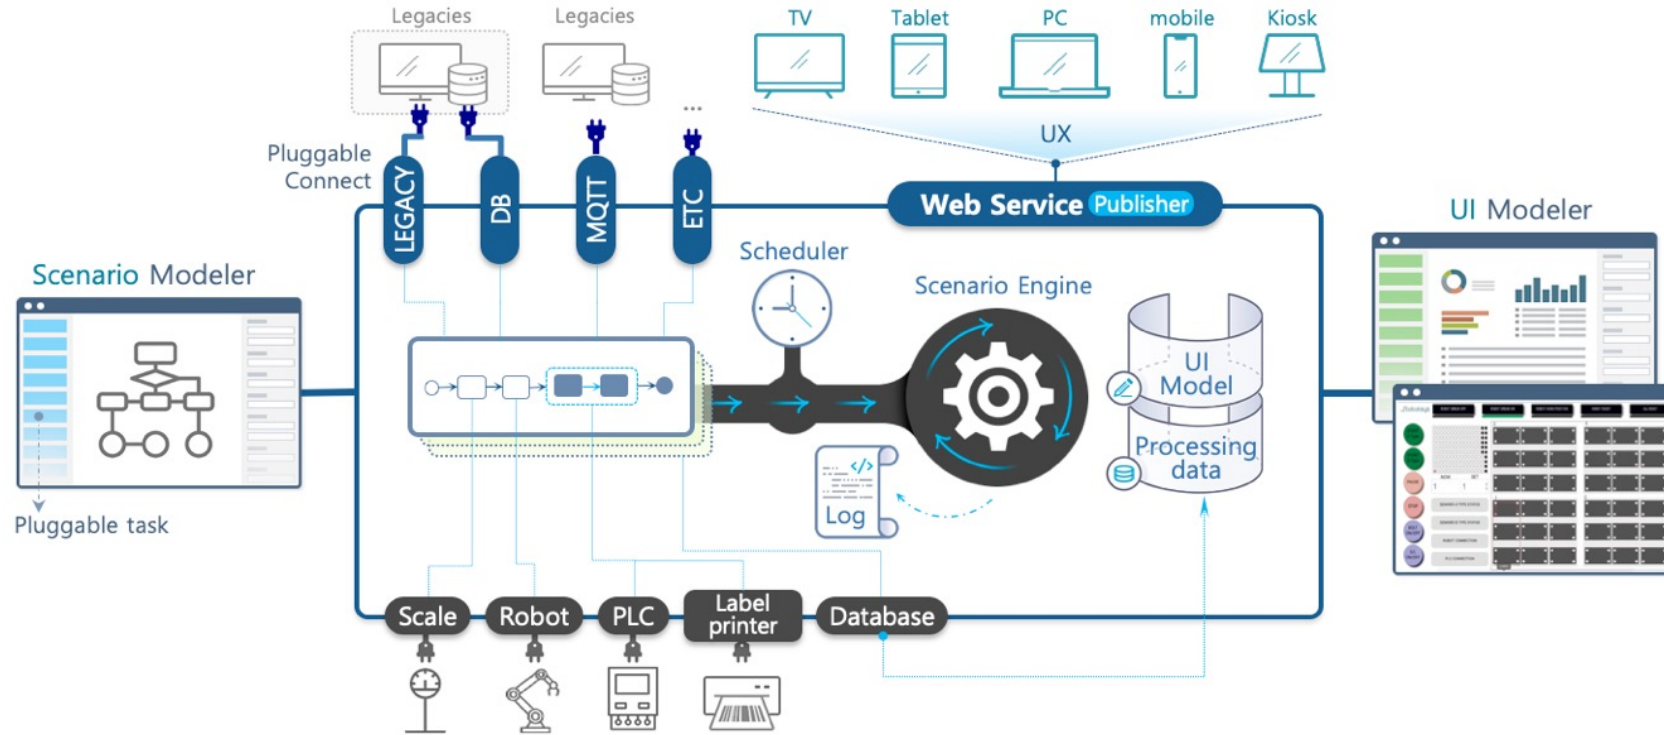 Legacies
Legacies
TV
Tablet
PC
mobile
Kiosk
...
UX
Pluggable
Connect
LEGACY
DB
MQTT
ETC
Web Service Publisher
UI Modeler
Scenario Modeler
Scheduler
Scenario Engine
UI
Model
Processing
data
</>
Log
Pluggable task
Scale
Robot
PLC
Label
printer
Database